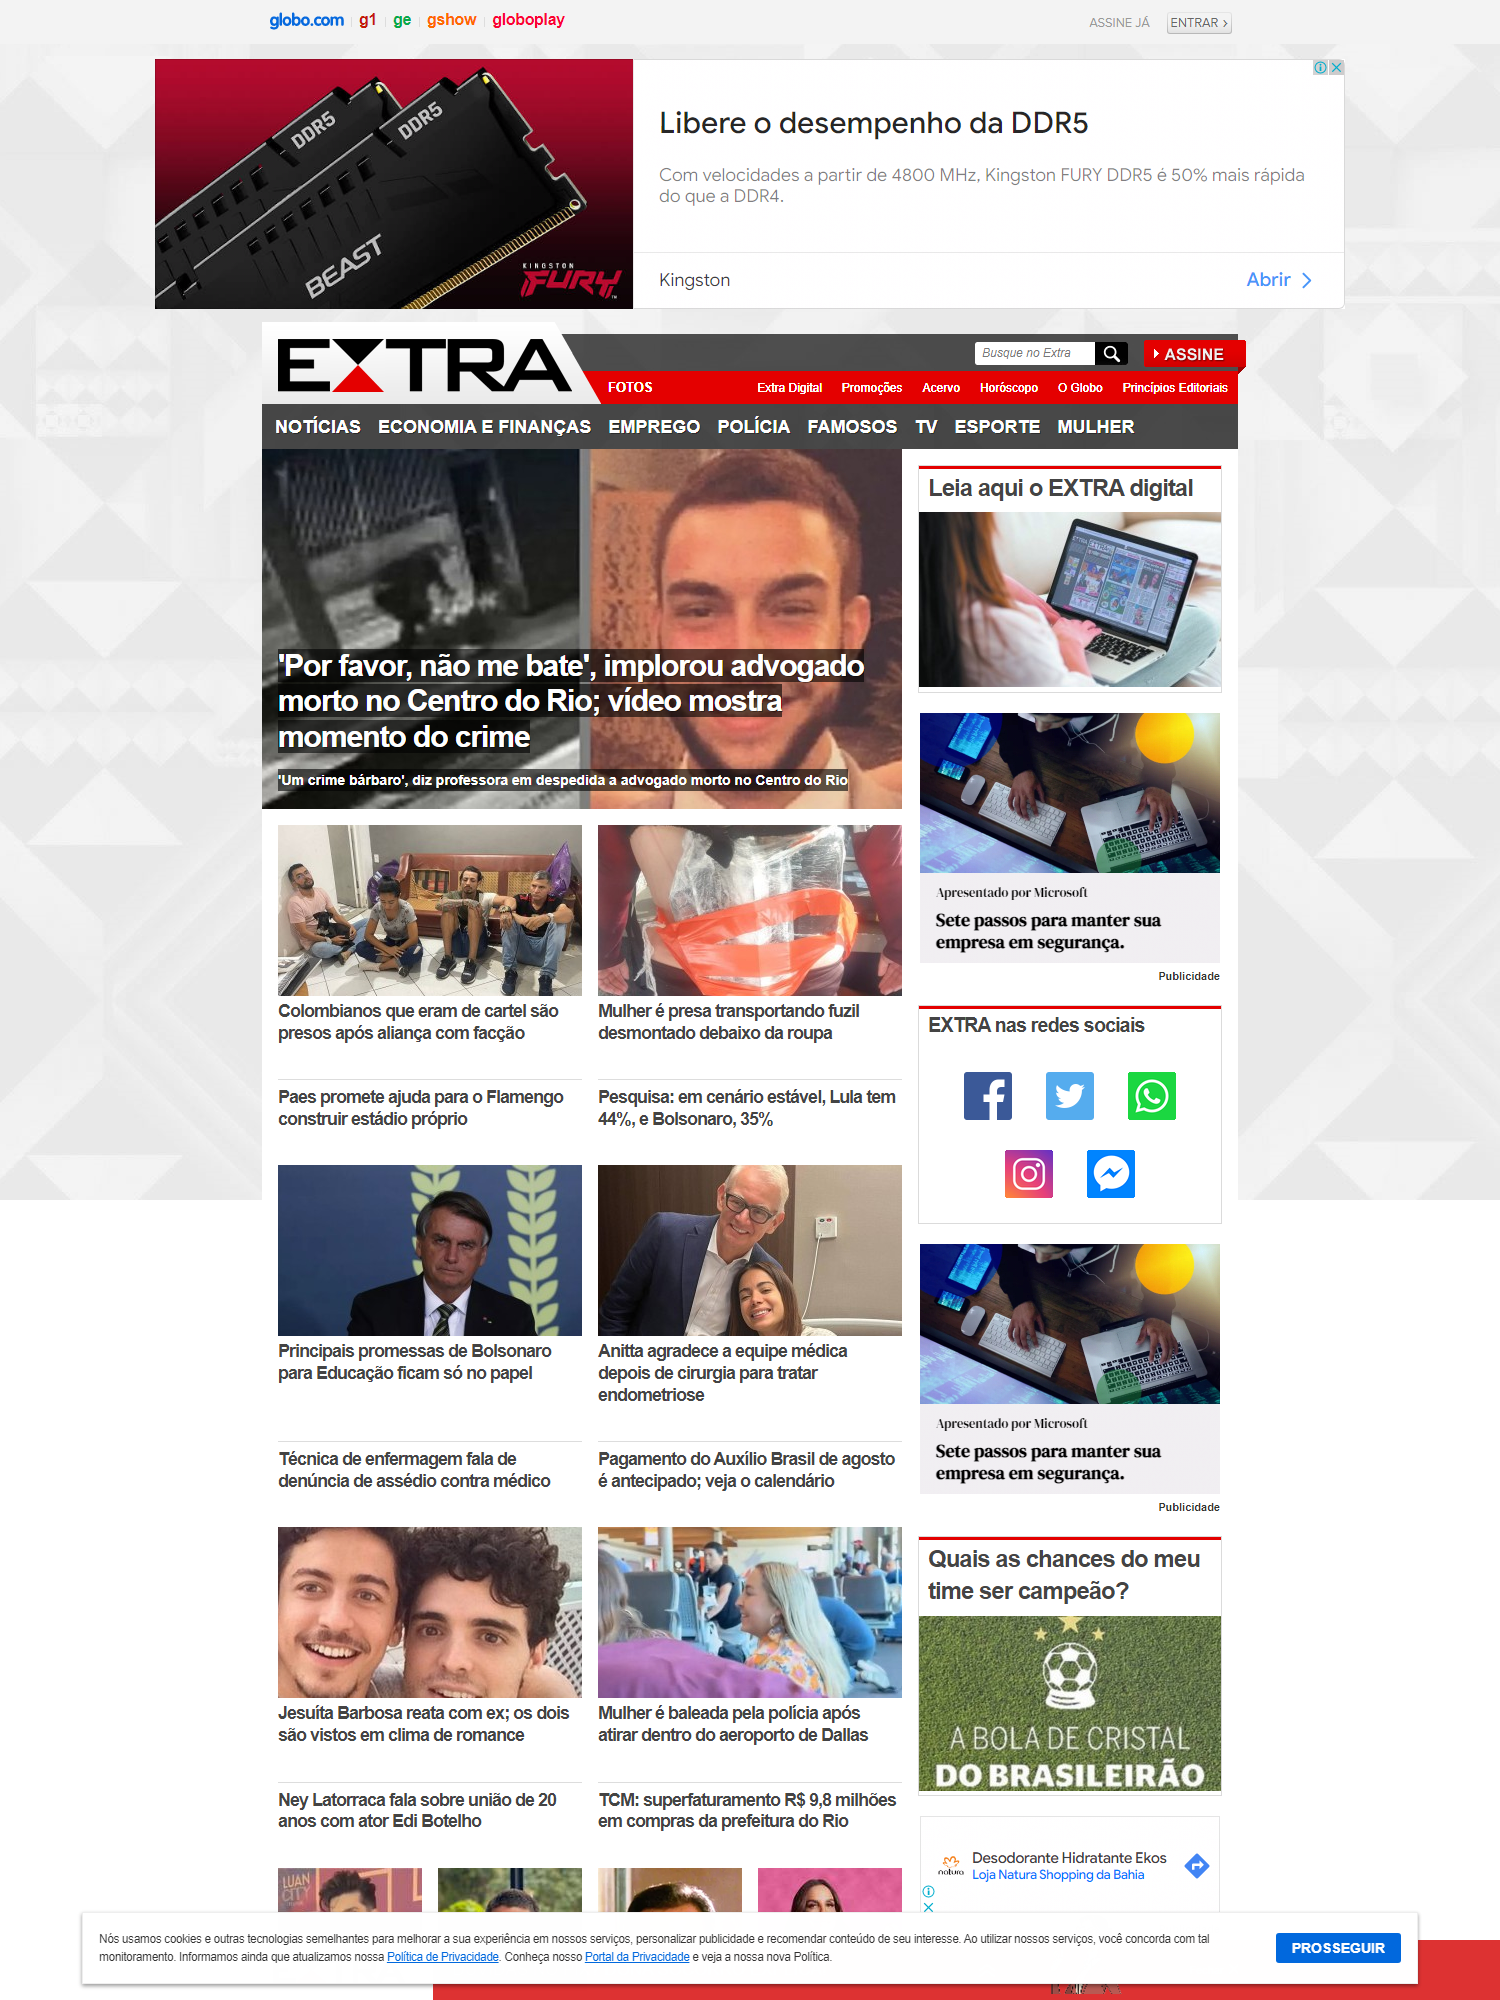 globo.com g1 ge gshow globoplay
ASSINE JÁ ENTRAR
DDR5
DDR5
BEAST
KINGSTON
FURY
Libere o desempenho da DDR5
Com velocidades a partir de 4800 MHz, Kingston FURY DDR5 é 50% mais rápida
do que a DDR4.
Kingston
Abrir
EXTRA
Busque no Extra
ASSINE
FOTOS
Extra Digital Promoções Acervo Horóscopo O Globo Princípios Editoriais
NOTÍCIAS ECONOMIA E FINANÇAS EMPREGO POLÍCIA FAMOSOS TV ESPORTE MULHER
'Por favor, não me bate', implorou advogado
morto no Centro do Rio; vídeo mostra
momento do crime
'Um crime bárbaro', diz professora em despedida a advogado morto no Centro do Rio
Colombianos que eram de cartel são
presos após aliança com facção
Mulher é presa transportando fuzil
desmontado debaixo da roupa
Paes promete ajuda para o Flamengo
construir estádio próprio
Pesquisa: em cenário estável, Lula tem
44%, e Bolsonaro, 35%
Principais promessas de Bolsonaro
para Educação ficam só no papel
Anitta agradece a equipe médica
depois de cirurgia para tratar
endometriose
Técnica de enfermagem fala de
denúncia de assédio contra médico
Pagamento do Auxílio Brasil de agosto
é antecipado; veja o calendário
Jesuíta Barbosa reata com ex; os dois
são vistos em clima de romance
Mulher é baleada pela polícia após
atirar dentro do aeroporto de Dallas
Ney Latorraca fala sobre união de 20
anos com ator Edi Botelho
TCM: superfaturamento R$ 9,8 milhões
em compras da prefeitura do Rio
LUAN
CITY
Leia aqui o EXTRA digital
EXTRA
Apresentado por Microsoft
Sete passos para manter sua
empresa em segurança.
Publicidade
EXTRA nas redes sociais
Apresentado por Microsoft
Sete passos para manter sua
empresa em segurança.
Publicidade
Quais as chances do meu
time ser campeão?
A BOLA DE CRISTAL
DO BRASILEIRÃO
natura
Desodorante Hidratante Ekos
Loja Natura Shopping da Bahia
Nós usamos cookies e outras tecnologias semelhantes para melhorar a sua experiência em nossos serviços, personalizar publicidade e recomendar conteúdo de seu interesse. Ao utilizar nossos serviços, você concorda com tal
monitoramento. Informamos ainda que atualizamos nossa Política de Privacidade. Conheça nosso Portal da Privacidade e veja a nossa nova Política.
PROSSEGUIR